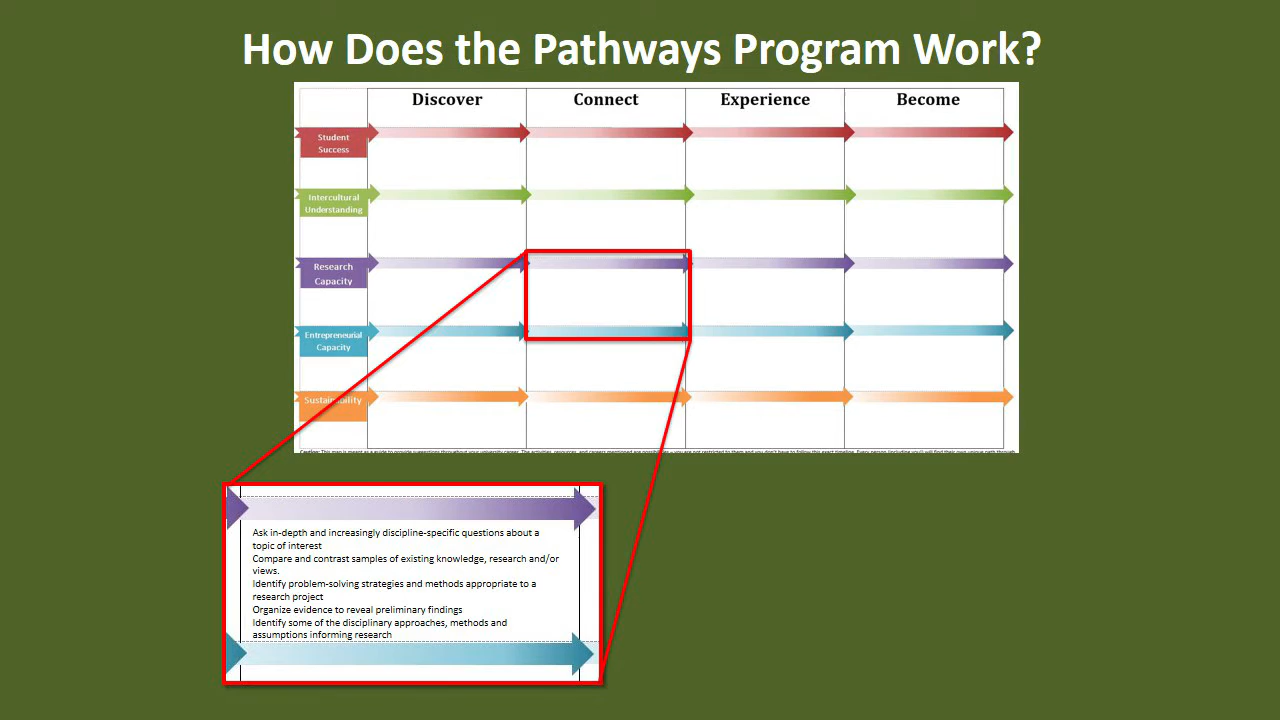 How Does the Pathways Program Work?
Discover Connect Experience Become
Student
Success
Intercultural
Understanding
Research
Capacity
Entrepreneurial
Capacity
Sustainability
Ask in-depth and increasingly discipline-specific questions about a
topic of interest
Compare and contrast samples of existing knowledge, research and/or
views.
Identify problem-solving strategies and methods appropriate to a
research project
Organize evidence to reveal preliminary findings
Identify some of the disciplinary approaches, methods and
assumptions informing research